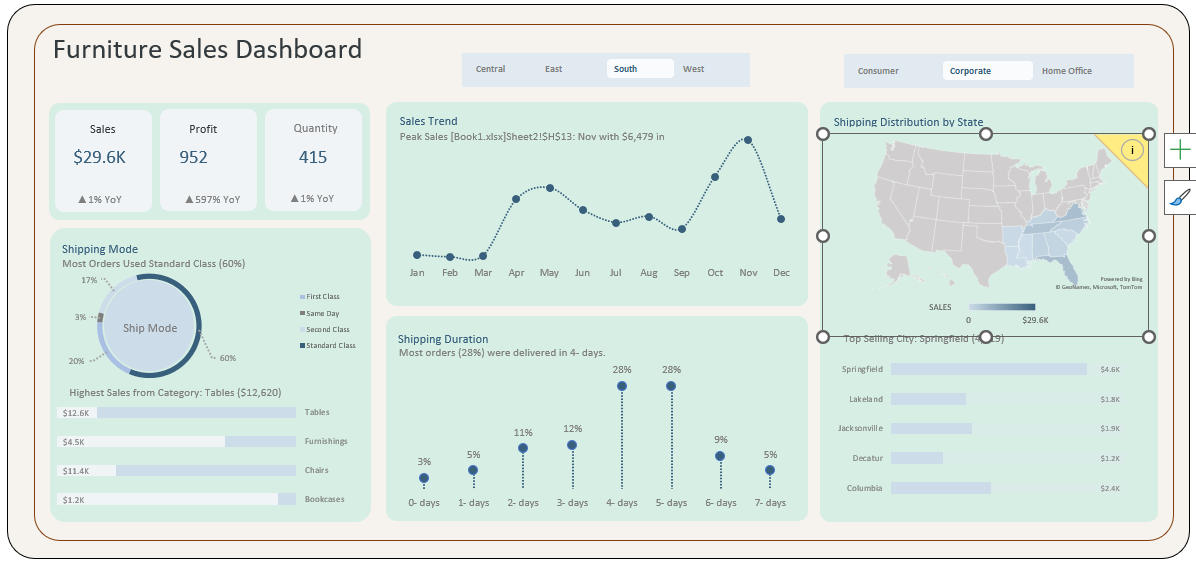 Furniture Sales Dashboard
Central East South West
Consumer Corporate Home Office
Sales Profit Quantity
$29.6K 952 415
▲1% YoY ▲597% YoY ▲1% YoY
Shipping Mode
Most Orders Used Standard Class (60%)
17%
3%
20%
60%
Ship Mode
First Class
Same Day
Second Class
Standard Class
Highest Sales from Category: Tables ($12,620)
$12.6K Tables
$4.5K Furnishings
$11.4K Chairs
$1.2K Bookcases
Sales Trend
Peak Sales [Book1.xlsx]Sheet2!$H$13: Nov with $6,479 in
Jan Feb Mar Apr May Jun Jul Aug Sep Oct Nov Dec
Shipping Duration
Most orders (28%) were delivered in 4- days.
3% 5% 11% 12% 28% 28% 9% 5%
0- days 1- days 2- days 3- days 4- days 5- days 6- days 7- days
Shipping Distribution by State
i
Powered by Bing
© GeoNames, Microsoft, TomTom
SALES
0 $29.6K
Top Selling City: Springfield
Springfield $4.6K
Lakeland $1.8K
Jacksonville $1.9K
Decatur $1.2K
Columbia $2.4K